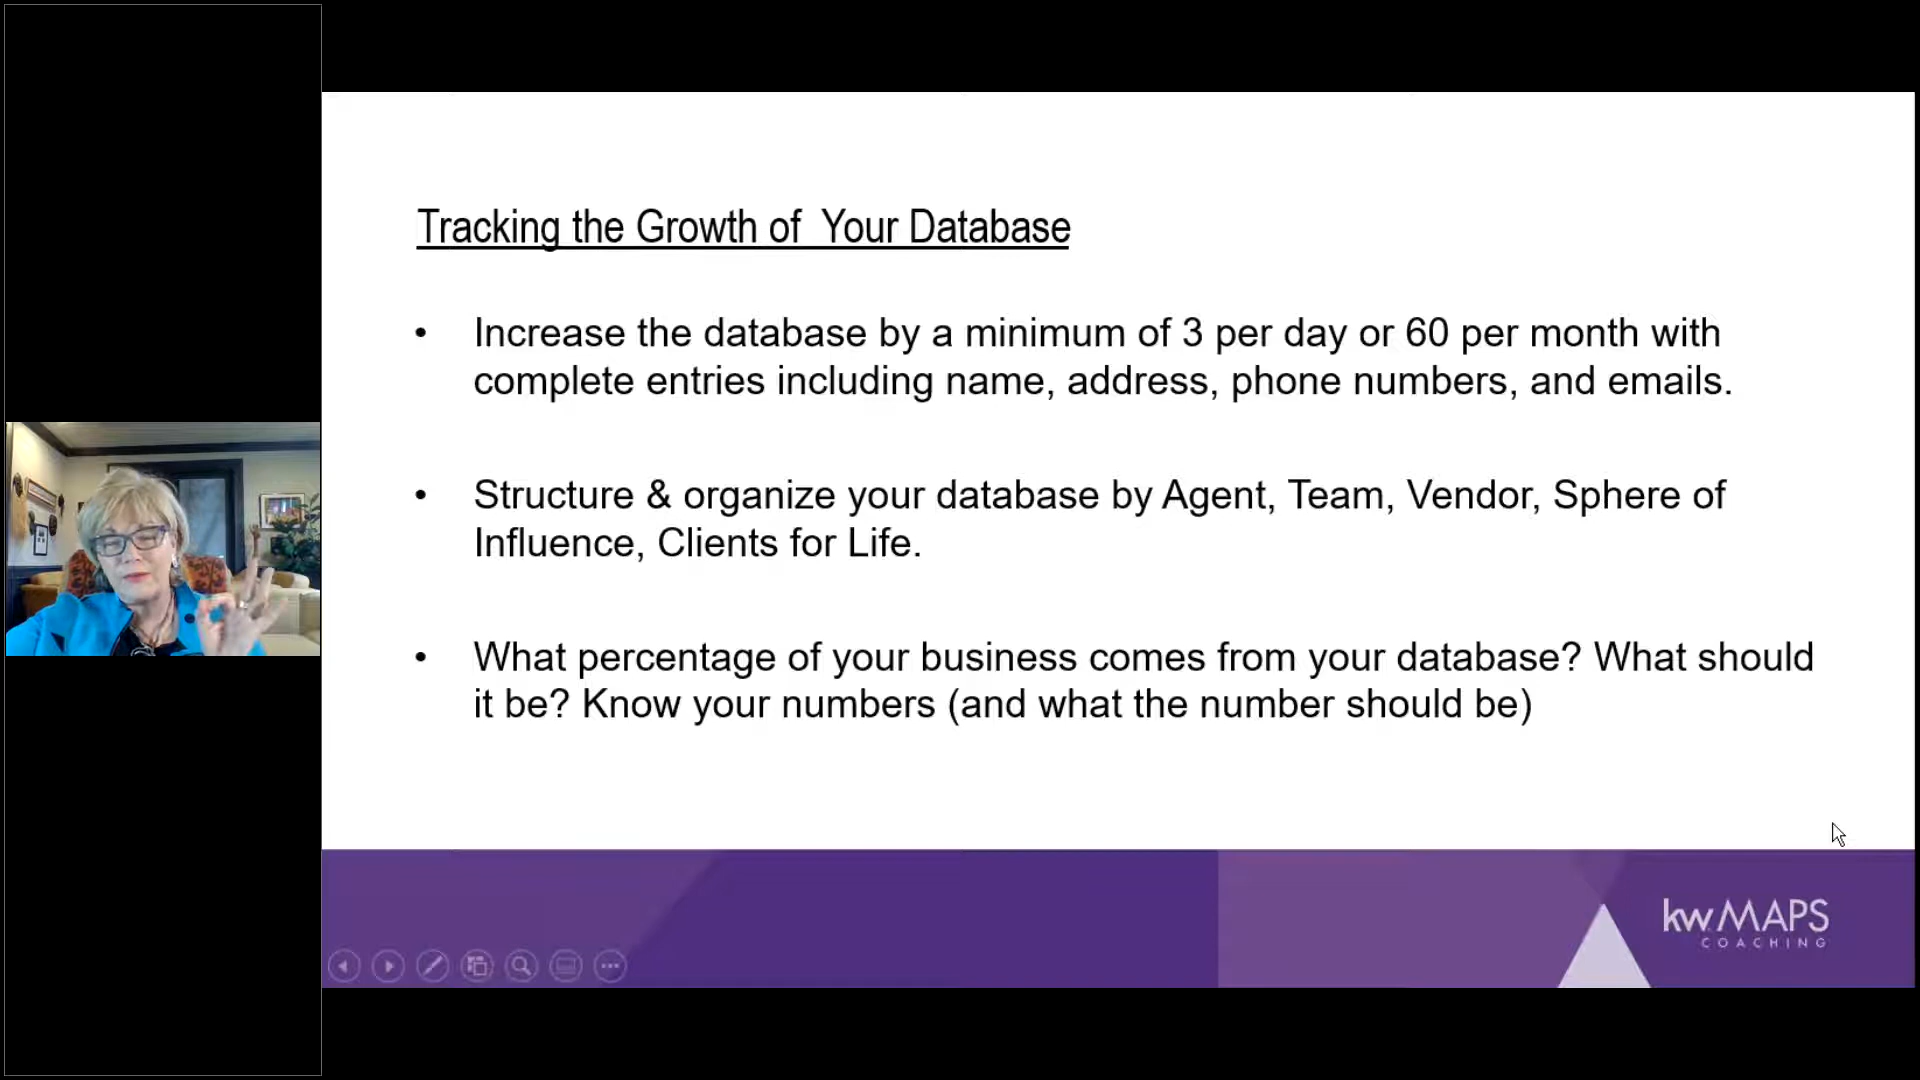 Tracking the Growth of  Your Database
• Increase the database by a minimum of 3 per day or 60 per month with
complete entries including name, address, phone numbers, and emails.
• Structure & organize your database by Agent, Team, Vendor, Sphere of
Influence, Clients for Life.
• What percentage of your business comes from your database? What should
it be? Know your numbers (and what the number should be)
kw MAPS
COACHING